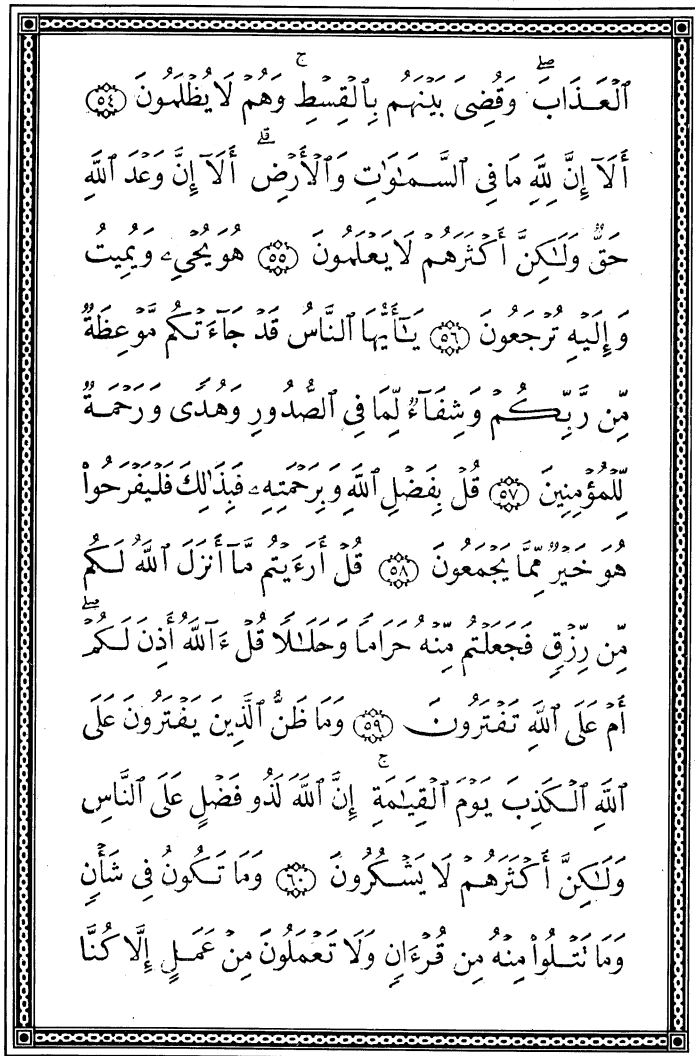 ٱلْعَذَابَ ۖ وَقُضِىَ بَيْنَهُم بِٱلْقِسْطِ ۚ وَهُمْ لَا يُظْلَمُونَ ﴿٥٤﴾
أَلَآ إِنَّ لِلَّهِ مَا فِى ٱلسَّمَٰوَٰتِ وَٱلْأَرْضِ ۗ أَلَآ إِنَّ وَعْدَ ٱللَّهِ
حَقٌّ وَلَٰكِنَّ أَكْثَرَهُمْ لَا يَعْلَمُونَ ﴿٥٥﴾ هُوَ يُحْىِۦ وَيُمِيتُ
وَإِلَيْهِ تُرْجَعُونَ ﴿٥٦﴾ يَٰٓأَيُّهَا ٱلنَّاسُ قَدْ جَآءَتْكُم مَّوْعِظَةٌ
مِّن رَّبِّكُمْ وَشِفَآءٌ لِّمَا فِى ٱلصُّدُورِ وَهُدًى وَرَحْمَةٌ
لِّلْمُؤْمِنِينَ ﴿٥٧﴾ قُلْ بِفَضْلِ ٱللَّهِ وَبِرَحْمَتِهِۦ فَبِذَٰلِكَ فَلْيَفْرَحُوا۟
هُوَ خَيْرٌ مِّمَّا يَجْمَعُونَ ﴿٥٨﴾ قُلْ أَرَءَيْتُم مَّآ أَنزَلَ ٱللَّهُ لَكُم
مِّن رِّزْقٍ فَجَعَلْتُم مِّنْهُ حَرَامًا وَحَلَٰلًا قُلْ ءَآللَّهُ أَذِنَ لَكُمْ ۖ
أَمْ عَلَى ٱللَّهِ تَفْتَرُونَ ﴿٥٩﴾ وَمَا ظَنُّ ٱلَّذِينَ يَفْتَرُونَ عَلَى
ٱللَّهِ ٱلْكَذِبَ يَوْمَ ٱلْقِيَٰمَةِ ۚ إِنَّ ٱللَّهَ لَذُو فَضْلٍ عَلَى ٱلنَّاسِ
وَلَٰكِنَّ أَكْثَرَهُمْ لَا يَشْكُرُونَ ﴿٦٠﴾ وَمَا تَكُونُ فِى شَأْنٍ
وَمَا تَتْلُوا۟ مِنْهُ مِن قُرْءَانٍ وَلَا تَعْمَلُونَ مِنْ عَمَلٍ إِلَّا كُنَّا